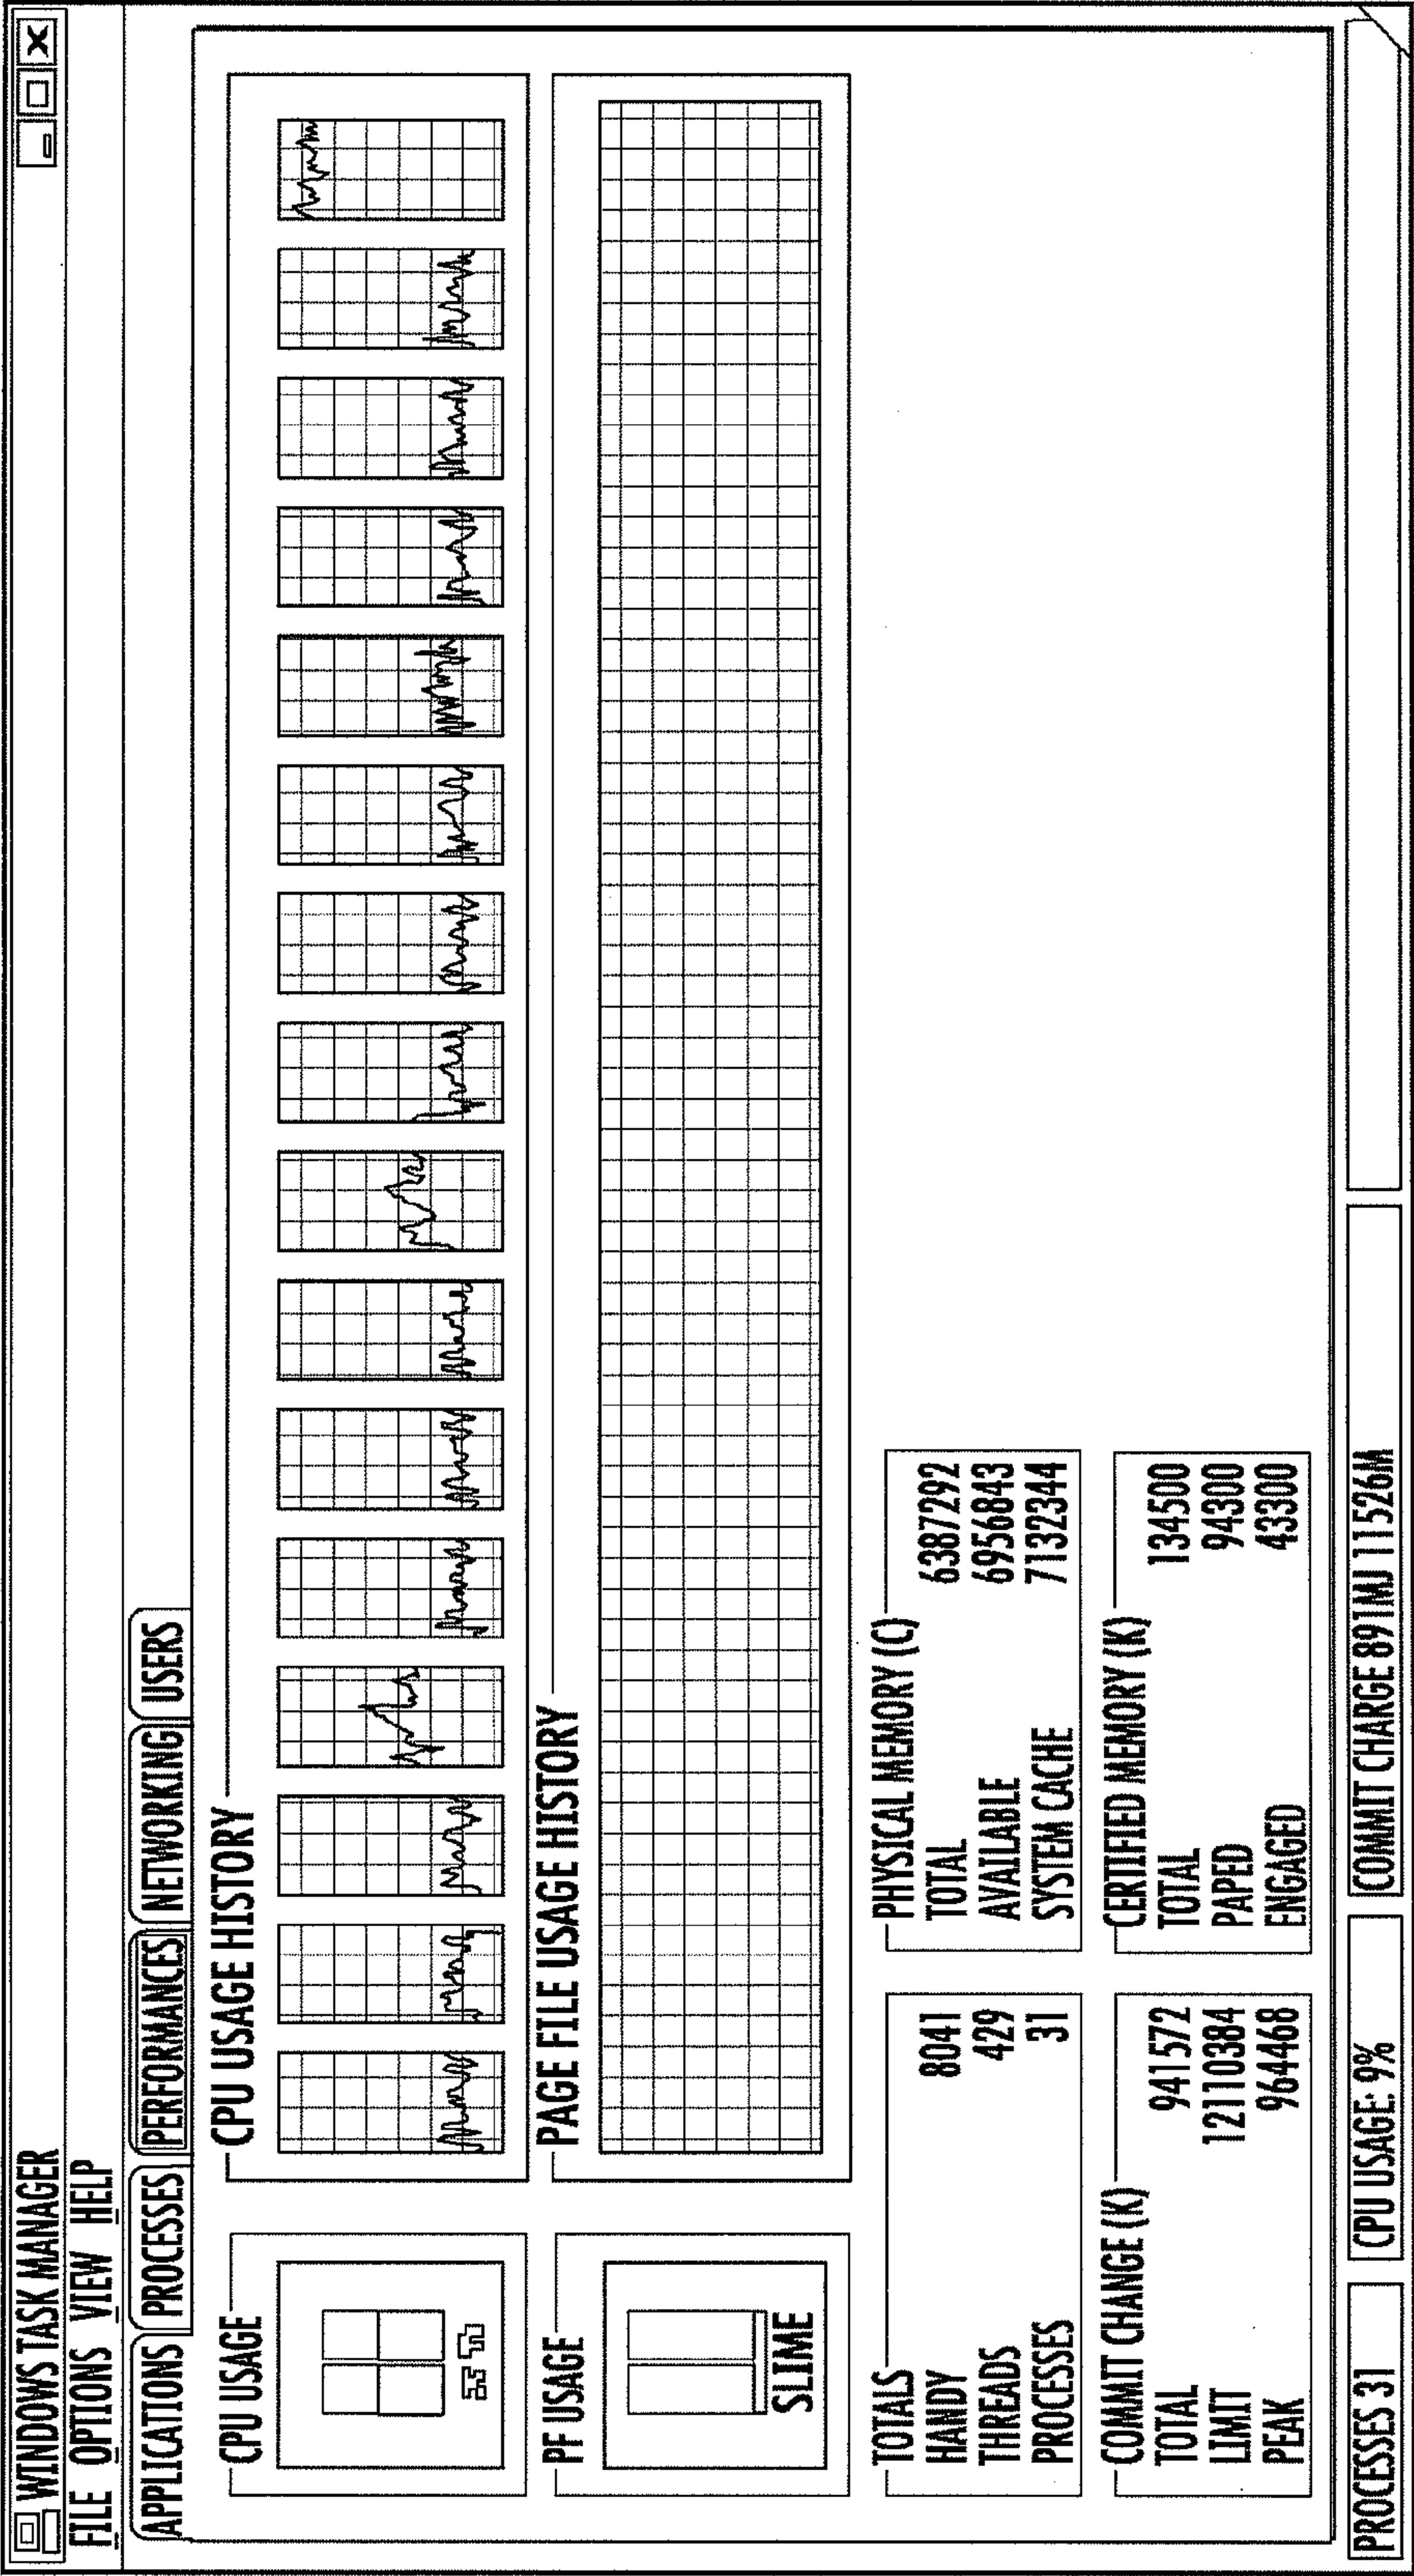 WINDOWS TASK MANAGER
FILE OPTIONS VIEW HELP
APPLICATIONS PROCESSES PERFORMANCES NETWORKING USERS
CPU USAGE
CPU USAGE HISTORY
PF USAGE
SLIME
PAGE FILE USAGE HISTORY
TOTALS
HANDY 8041
THREADS 429
PROCESSES 31
PHYSICAL MEMORY (C)
TOTAL 6387292
AVAILABLE 6956843
SYSTEM CACHE 7132344
COMMIT CHANGE (K)
TOTAL 941572
LIMIT 12110384
PEAK 964468
CERTIFIED MEMORY (K)
TOTAL 134500
PAPED 94300
ENGAGED 43300
PROCESSES 31 CPU USAGE: 9% COMMIT CHARGE 891MJ 11526M